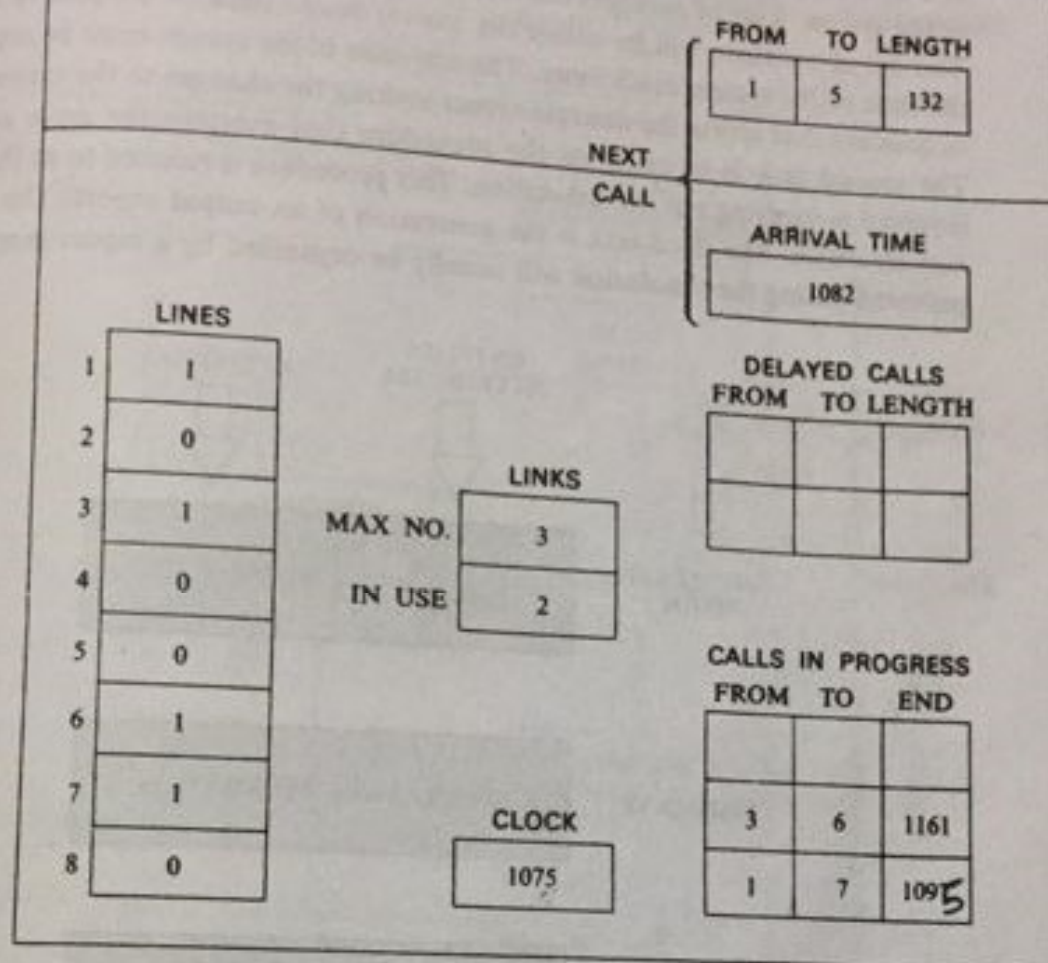 FROM TO LENGTH
1 5 132
NEXT
CALL
ARRIVAL TIME
1082
LINES
1 1
2 0
3 1
4 0
5 0
6 1
7 1
8 0
LINKS
MAX NO. 3
IN USE 2
CLOCK
1075
DELAYED CALLS
FROM TO LENGTH
CALLS IN PROGRESS
FROM TO END
3 6 1161
1 7 1095